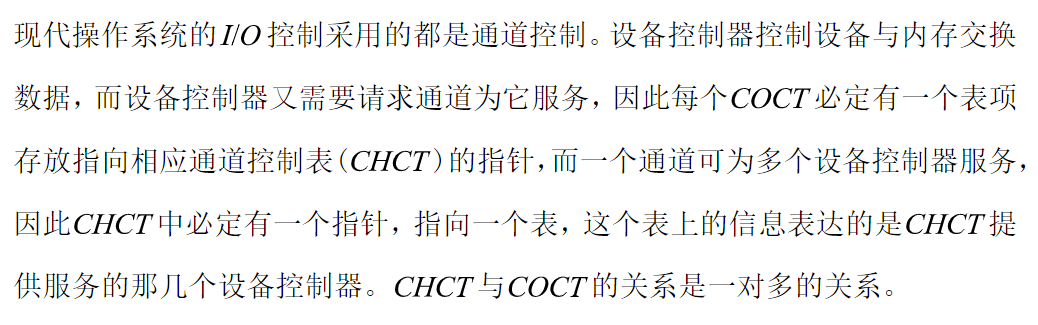 现代操作系统的I/O控制采用的都是通道控制。设备控制器控制设备与内存交换
数据，而设备控制器又需要请求通道为它服务，因此每个COCT必定有一个表项
存放指向相应通道控制表(CHCT)的指针，而一个通道可为多个设备控制器服务，
因此CHCT中必定有一个指针，指向一个表，这个表上的信息表达的是CHCT提
供服务的那几个设备控制器。CHCT与COCT的关系是一对多的关系。